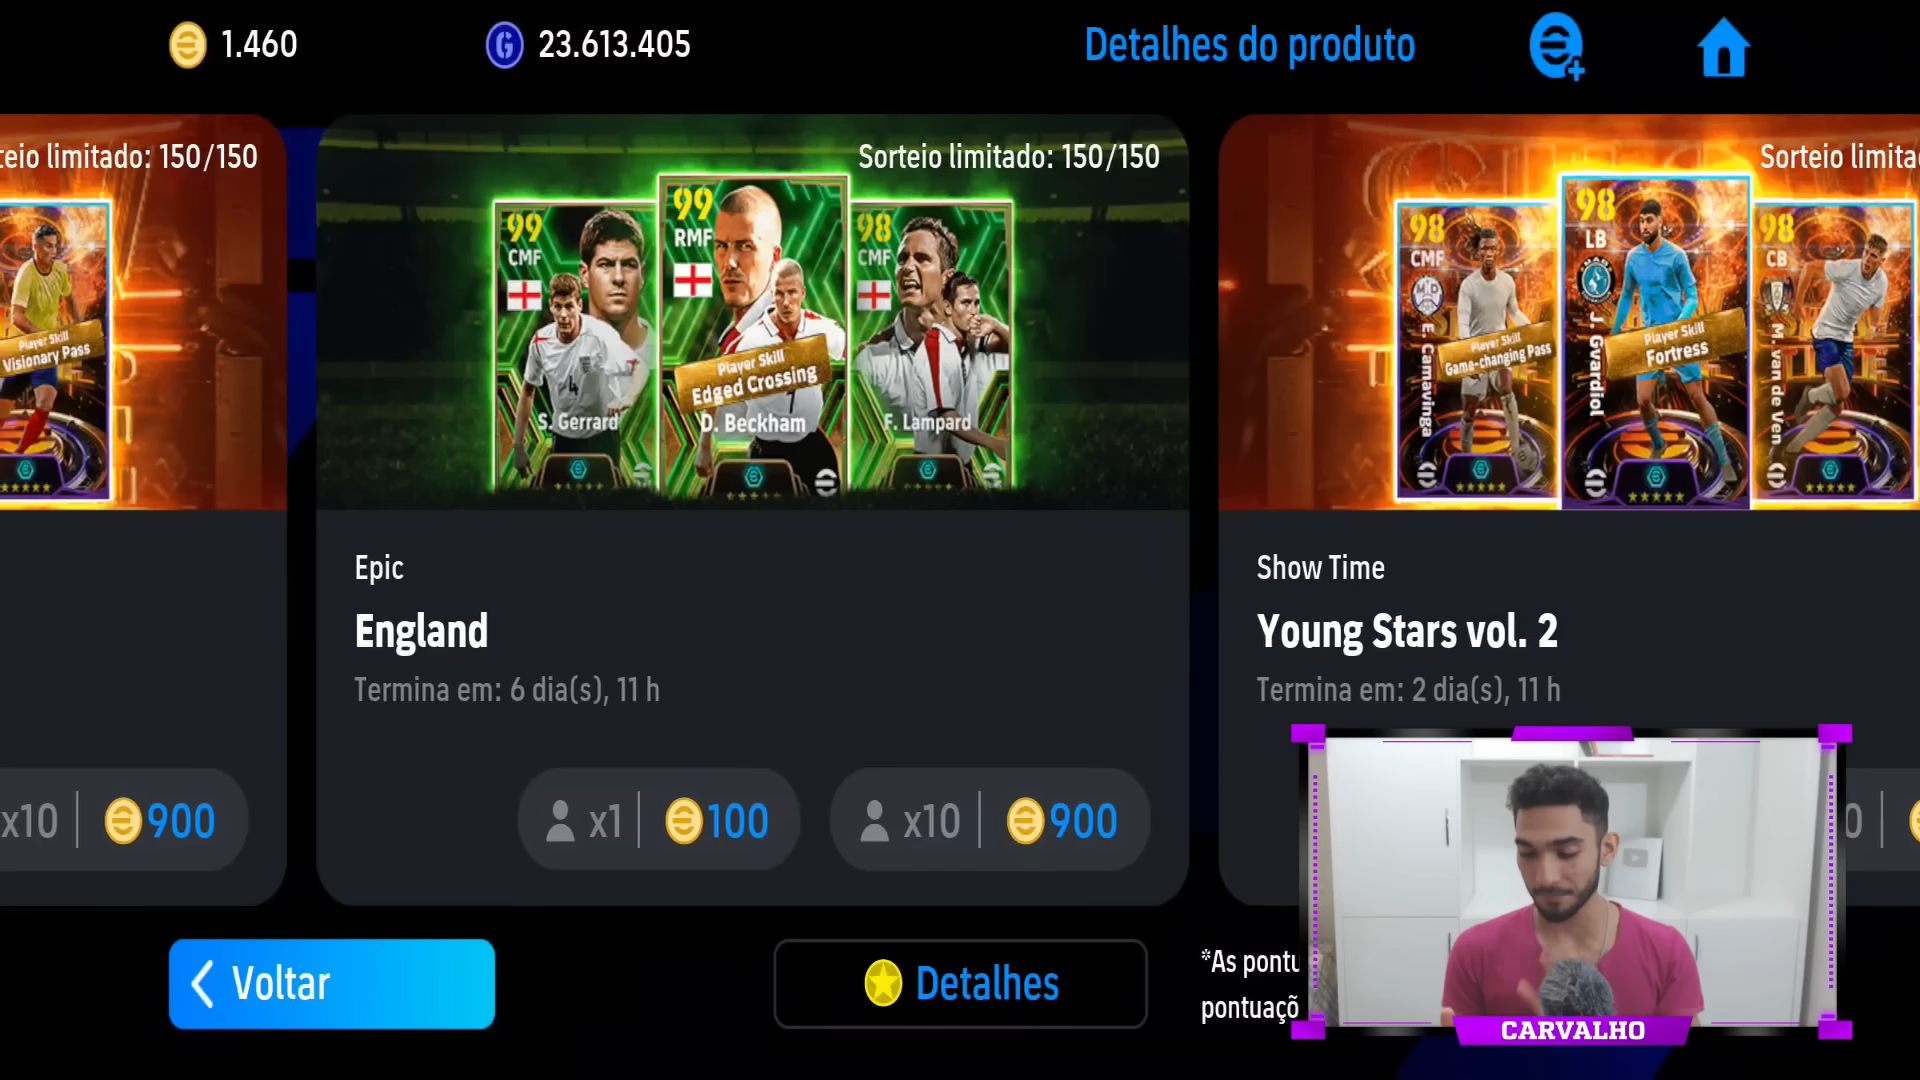 1.460
23.613.405
Detalhes do produto
teio limitado: 150/150
Player Skill
Visionary Pass
x10
900
Sorteio limitado: 150/150
99
CMF
S. Gerrard
99
RMF
Player Skill
Edged Crossing
D. Beckham
98
CMF
F. Lampard
Epic
England
Termina em: 6 dia(s), 11 h
x1
100
x10
900
Sorteio limita
98
CMF
E. Camavinga
Player Skill
Game-changing Pass
98
LB
J. Gvardiol
Player Skill
Fortress
98
CB
M. van de Ven
Show Time
Young Stars vol. 2
Termina em: 2 dia(s), 11 h
0
Voltar
Detalhes
*As pontu
pontuaçõ
CARVALHO